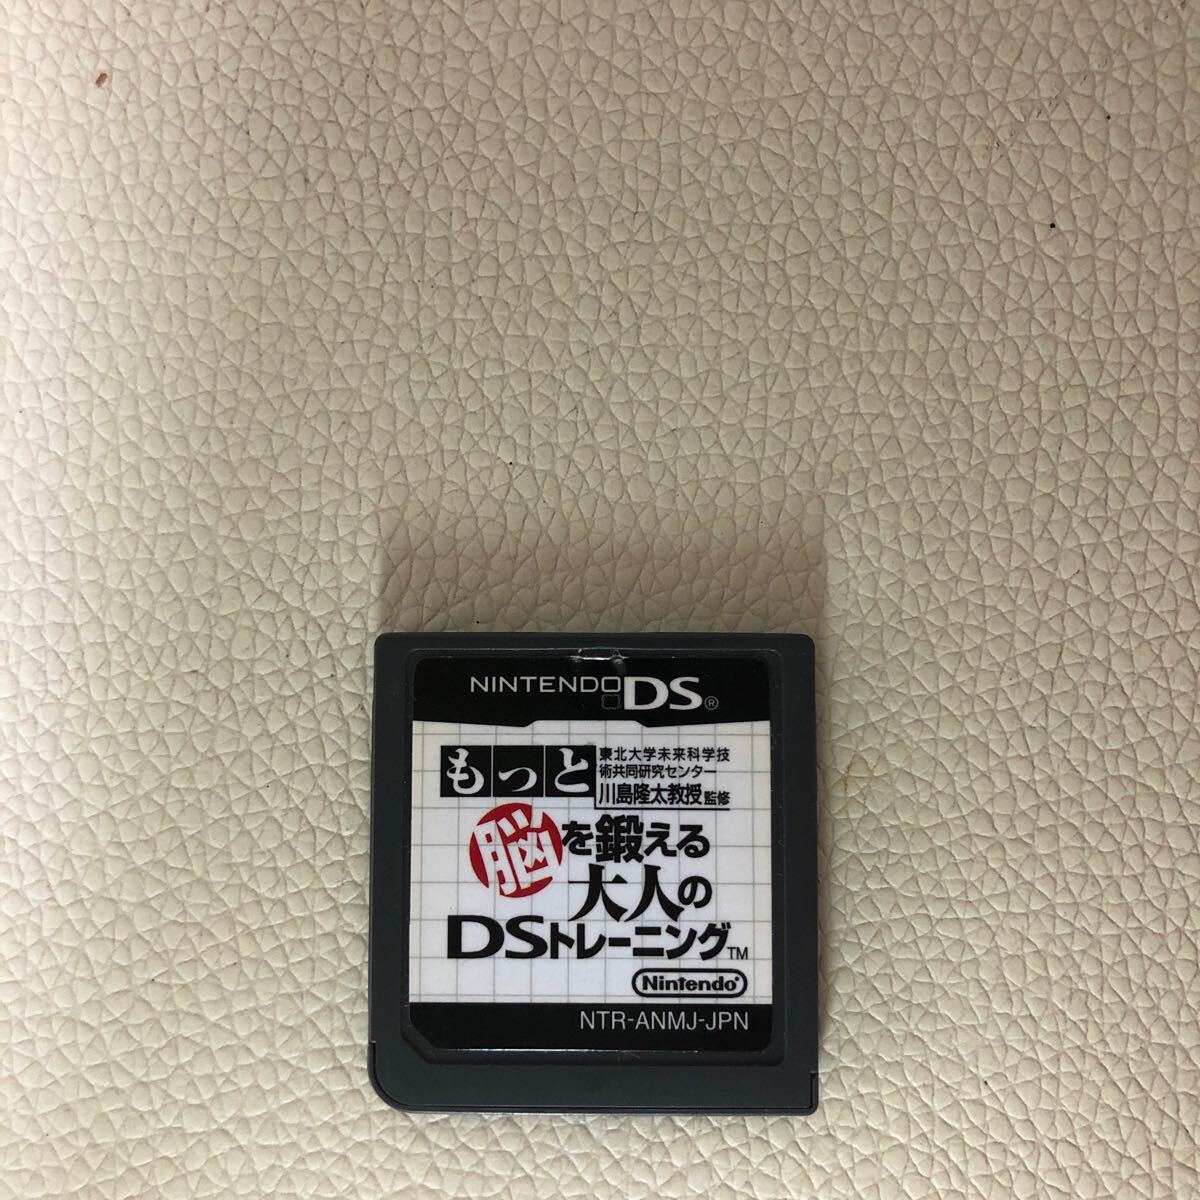 NINTENDO DS®
もっと
東北大学未来科学技
術共同研究センター
川島隆太教授監修
脳を鍛える
大人の
DSトレーニング™
Nintendo®
NTR-ANMJ-JPN